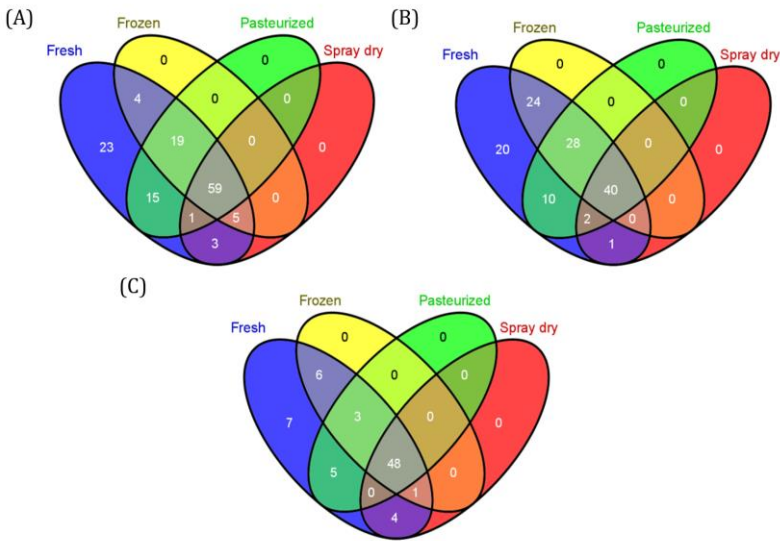 (A)
Frozen Pasteurized
Fresh Spray dry
0 0
4 0 0
23 19 0 0
59
15 0
1 5
3
(B)
Frozen Pasteurized
Fresh Spray dry
0 0
24 0 0
20 28 0 0
40
10 0
2 0
1
(C)
Frozen Pasteurized
Fresh Spray dry
0 0
6 0 0
7 3 0 0
48
5 0
0 1
4